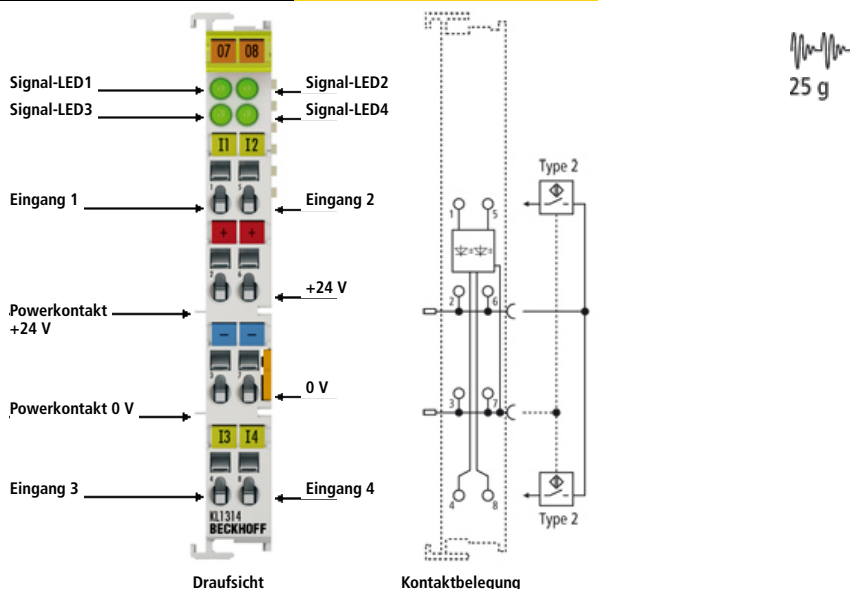 07 08
Signal-LED1
Signal-LED2
Signal-LED3
Signal-LED4
I1 I2
Eingang 1
Eingang 2
+ +
+24 V
Powerkontakt
+24 V
- -
0 V
Powerkontakt 0 V
I3 I4
Eingang 3
Eingang 4
KL1314
BECKHOFF
Draufsicht
Type 2
1 5
2 6
3 7
4 8
Type 2
Kontaktbelegung
25 g